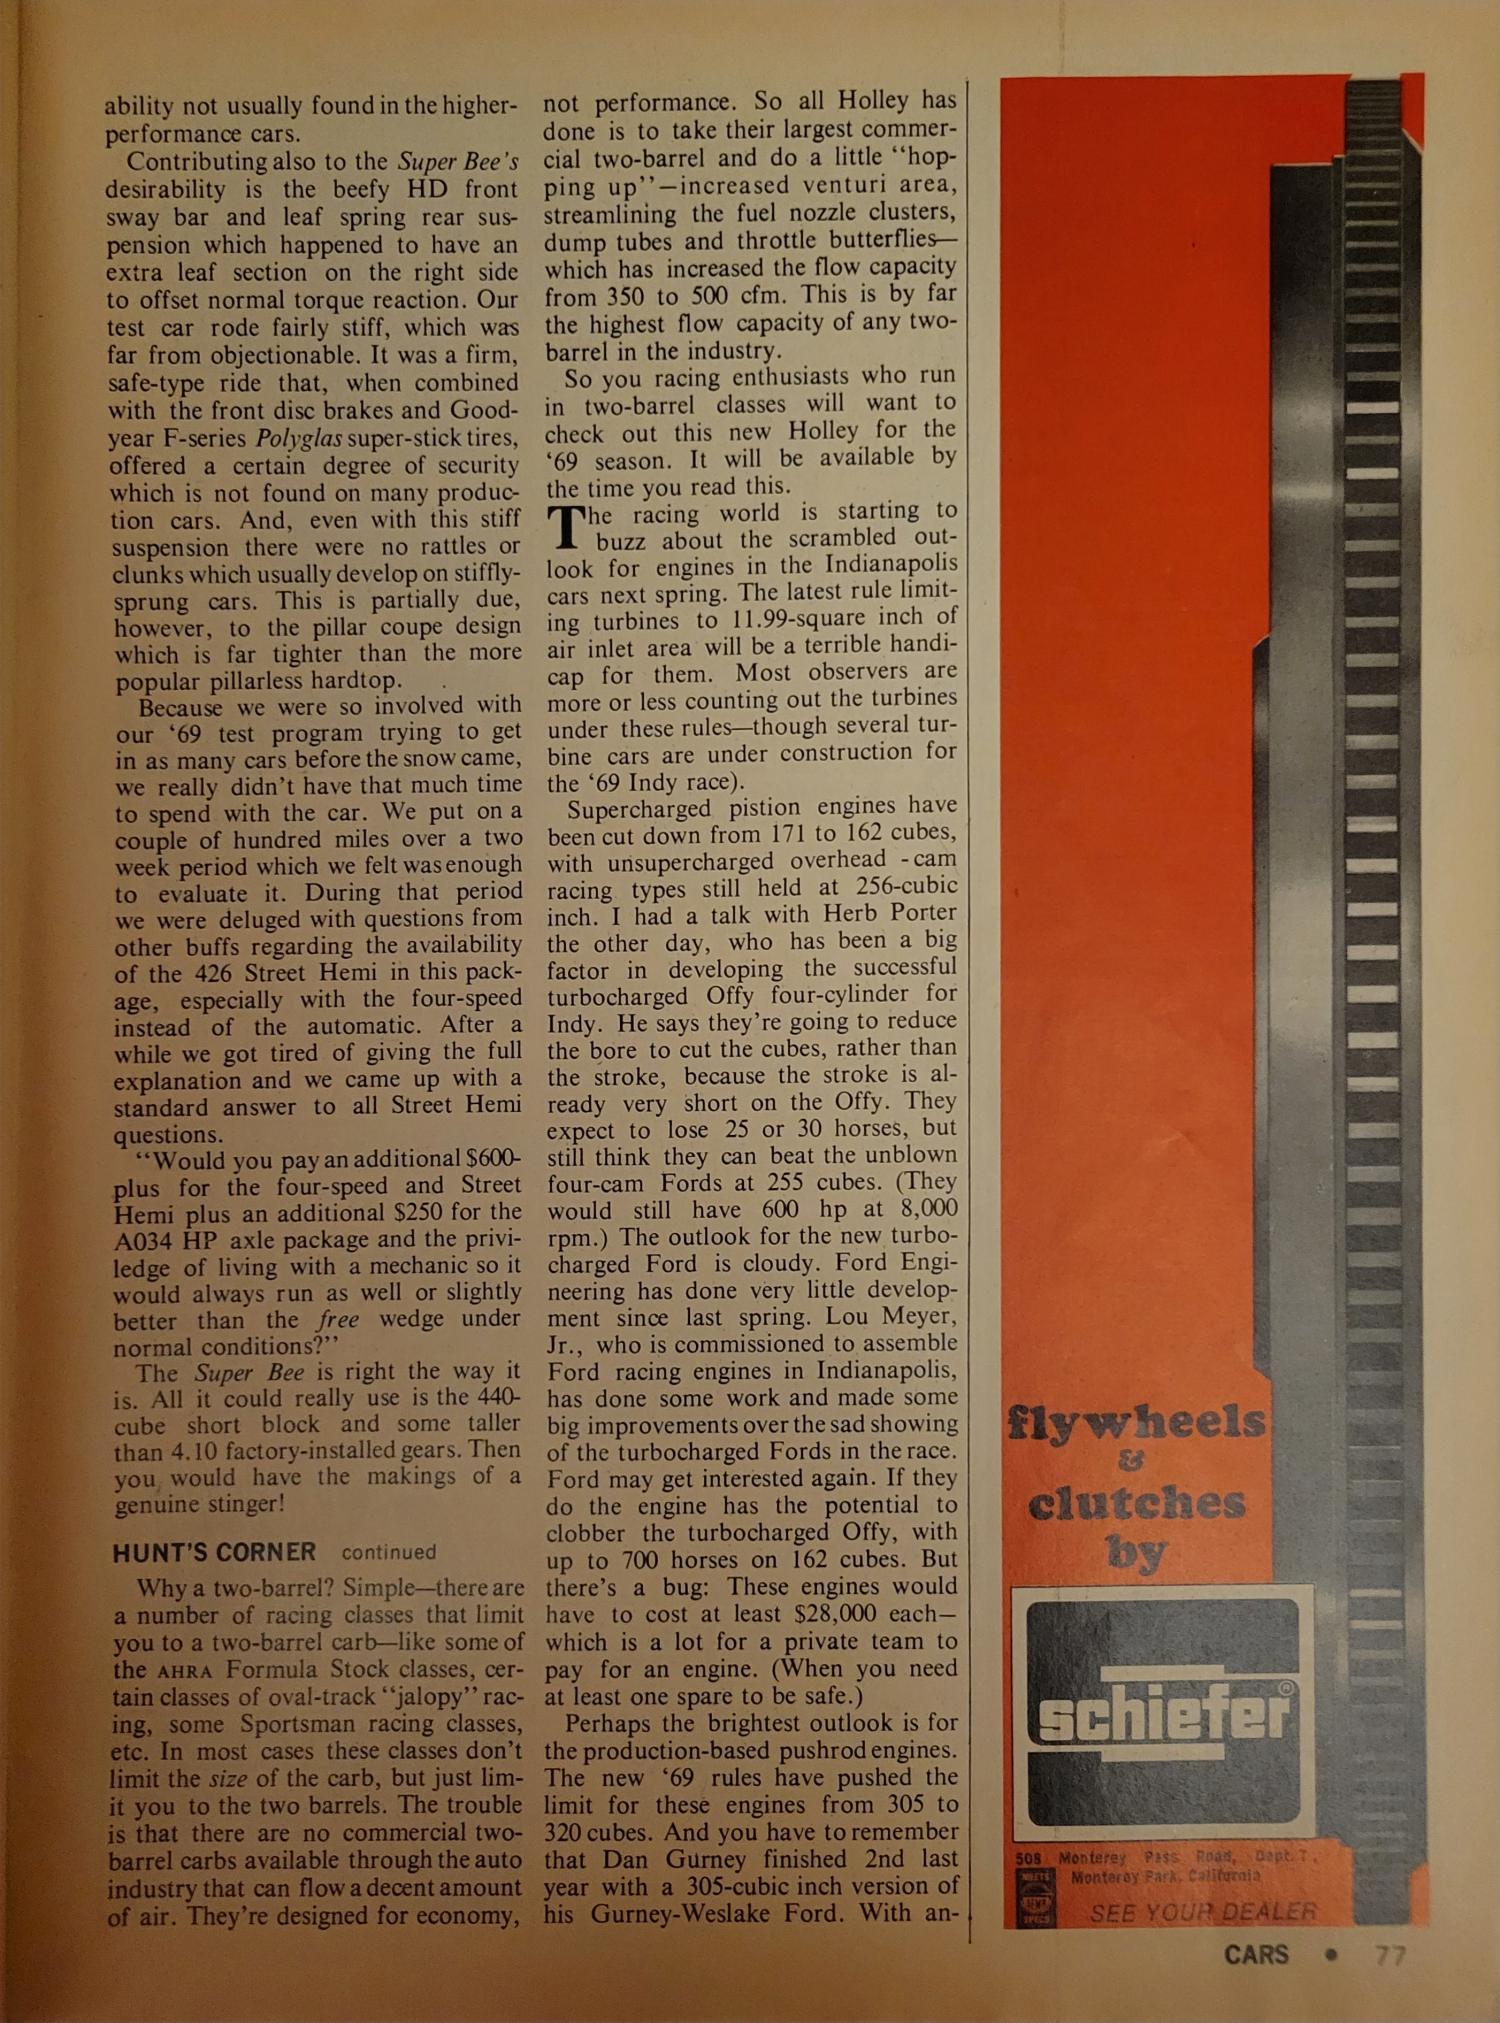 ability not usually found in the higher-
performance cars.
Contributing also to the Super Bee's
desirability is the beefy HD front
sway bar and leaf spring rear sus-
pension which happened to have an
extra leaf section on the right side
to offset normal torque reaction. Our
test car rode fairly stiff, which was
far from objectionable. It was a firm,
safe-type ride that, when combined
with the front disc brakes and Good-
year F-series Polyglas super-stick tires,
offered a certain degree of security
which is not found on many produc-
tion cars. And, even with this stiff
suspension there were no rattles or
clunks which usually develop on stiffly-
sprung cars. This is partially due,
however, to the pillar coupe design
which is far tighter than the more
popular pillarless hardtop.
Because we were so involved with
our '69 test program trying to get
in as many cars before the snow came,
we really didn't have that much time
to spend with the car. We put on a
couple of hundred miles over a two
week period which we felt was enough
to evaluate it. During that period
we were deluged with questions from
other buffs regarding the availability
of the 426 Street Hemi in this pack-
age, especially with the four-speed
instead of the automatic. After a
while we got tired of giving the full
explanation and we came up with a
standard answer to all Street Hemi
questions.
"Would you pay an additional $600-
plus for the four-speed and Street
Hemi plus an additional $250 for the
A034 HP axle package and the privi-
ledge of living with a mechanic so it
would always run as well or slightly
better than the free wedge under
normal conditions?"
The Super Bee is right the way it
is. All it could really use is the 440-
cube short block and some taller
than 4.10 factory-installed gears. Then
you would have the makings of a
genuine stinger!
HUNT'S CORNER continued
Why a two-barrel? Simple—there are
a number of racing classes that limit
you to a two-barrel carb—like some of
the AHRA Formula Stock classes, cer-
tain classes of oval-track "jalopy" rac-
ing, some Sportsman racing classes,
etc. In most cases these classes don't
limit the size of the carb, but just lim-
it you to the two barrels. The trouble
is that there are no commercial two-
barrel carbs available through the auto
industry that can flow a decent amount
of air. They're designed for economy,
not performance. So all Holley has
done is to take their largest commer-
cial two-barrel and do a little "hop-
ping up"—increased venturi area,
streamlining the fuel nozzle clusters,
dump tubes and throttle butterflies—
which has increased the flow capacity
from 350 to 500 cfm. This is by far
the highest flow capacity of any two-
barrel in the industry.
So you racing enthusiasts who run
in two-barrel classes will want to
check out this new Holley for the
'69 season. It will be available by
the time you read this.
The racing world is starting to
buzz about the scrambled out-
look for engines in the Indianapolis
cars next spring. The latest rule limit-
ing turbines to 11.99-square inch of
air inlet area will be a terrible handi-
cap for them. Most observers are
more or less counting out the turbines
under these rules—though several tur-
bine cars are under construction for
the '69 Indy race).
Supercharged pistion engines have
been cut down from 171 to 162 cubes,
with unsupercharged overhead - cam
racing types still held at 256-cubic
inch. I had a talk with Herb Porter
the other day, who has been a big
factor in developing the successful
turbocharged Offy four-cylinder for
Indy. He says they're going to reduce
the bore to cut the cubes, rather than
the stroke, because the stroke is al-
ready very short on the Offy. They
expect to lose 25 or 30 horses, but
still think they can beat the unblown
four-cam Fords at 255 cubes. (They
would still have 600 hp at 8,000
rpm.) The outlook for the new turbo-
charged Ford is cloudy. Ford Engi-
neering has done very little develop-
ment since last spring. Lou Meyer,
Jr., who is commissioned to assemble
Ford racing engines in Indianapolis,
has done some work and made some
big improvements over the sad showing
of the turbocharged Fords in the race.
Ford may get interested again. If they
do the engine has the potential to
clobber the turbocharged Offy, with
up to 700 horses on 162 cubes. But
there's a bug: These engines would
have to cost at least $28,000 each—
which is a lot for a private team to
pay for an engine. (When you need
at least one spare to be safe.)
Perhaps the brightest outlook is for
the production-based pushrod engines.
The new '69 rules have pushed the
limit for these engines from 305 to
320 cubes. And you have to remember
that Dan Gurney finished 2nd last
year with a 305-cubic inch version of
his Gurney-Weslake Ford. With an-
flywheels
&
clutches
by
schiefer®
508 Monterey Pass Road, Dept. 7,
Monterey Park, California
MEETS
SEMA
SPECS
SEE YOUR DEALER
CARS • 77